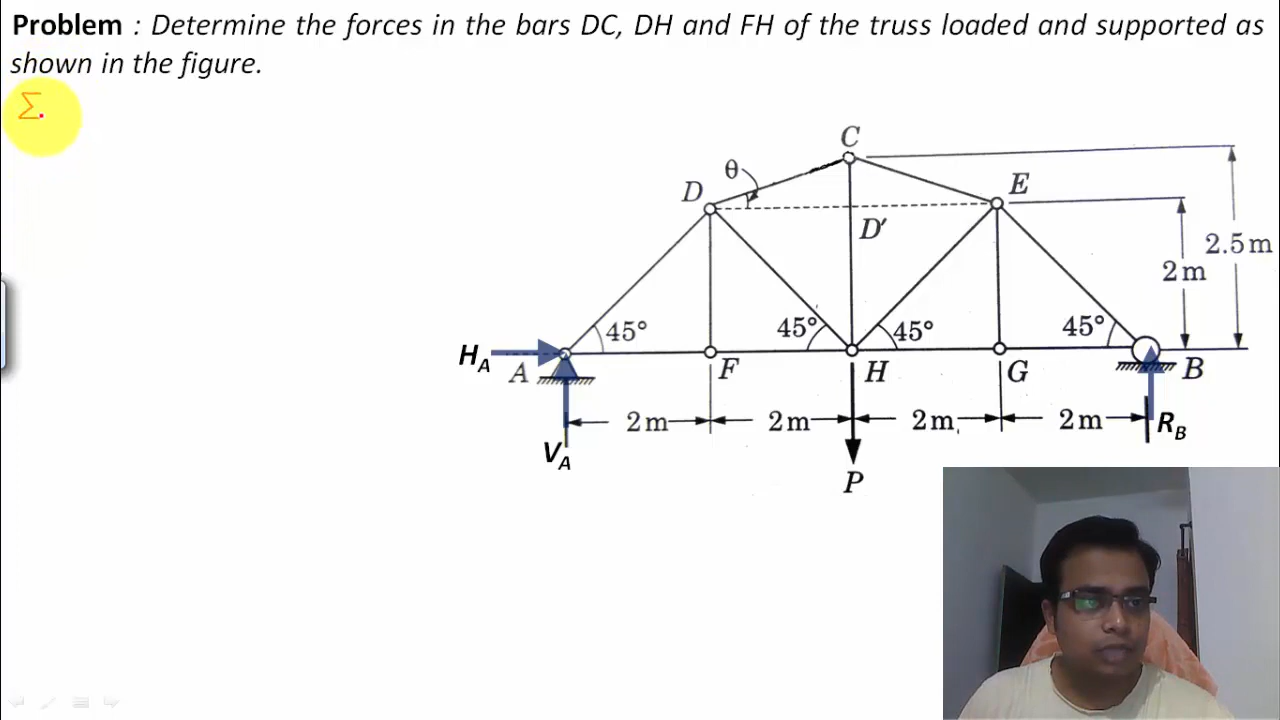 Problem : Determine the forces in the bars DC, DH and FH of the truss loaded and supported as
shown in the figure.
Σ
C
θ
D
E
D′
2.5 m
2 m
45°
45°
45°
45°
H_A
A
F
H
G
B
2 m
2 m
2 m
2 m
R_B
V_A
P